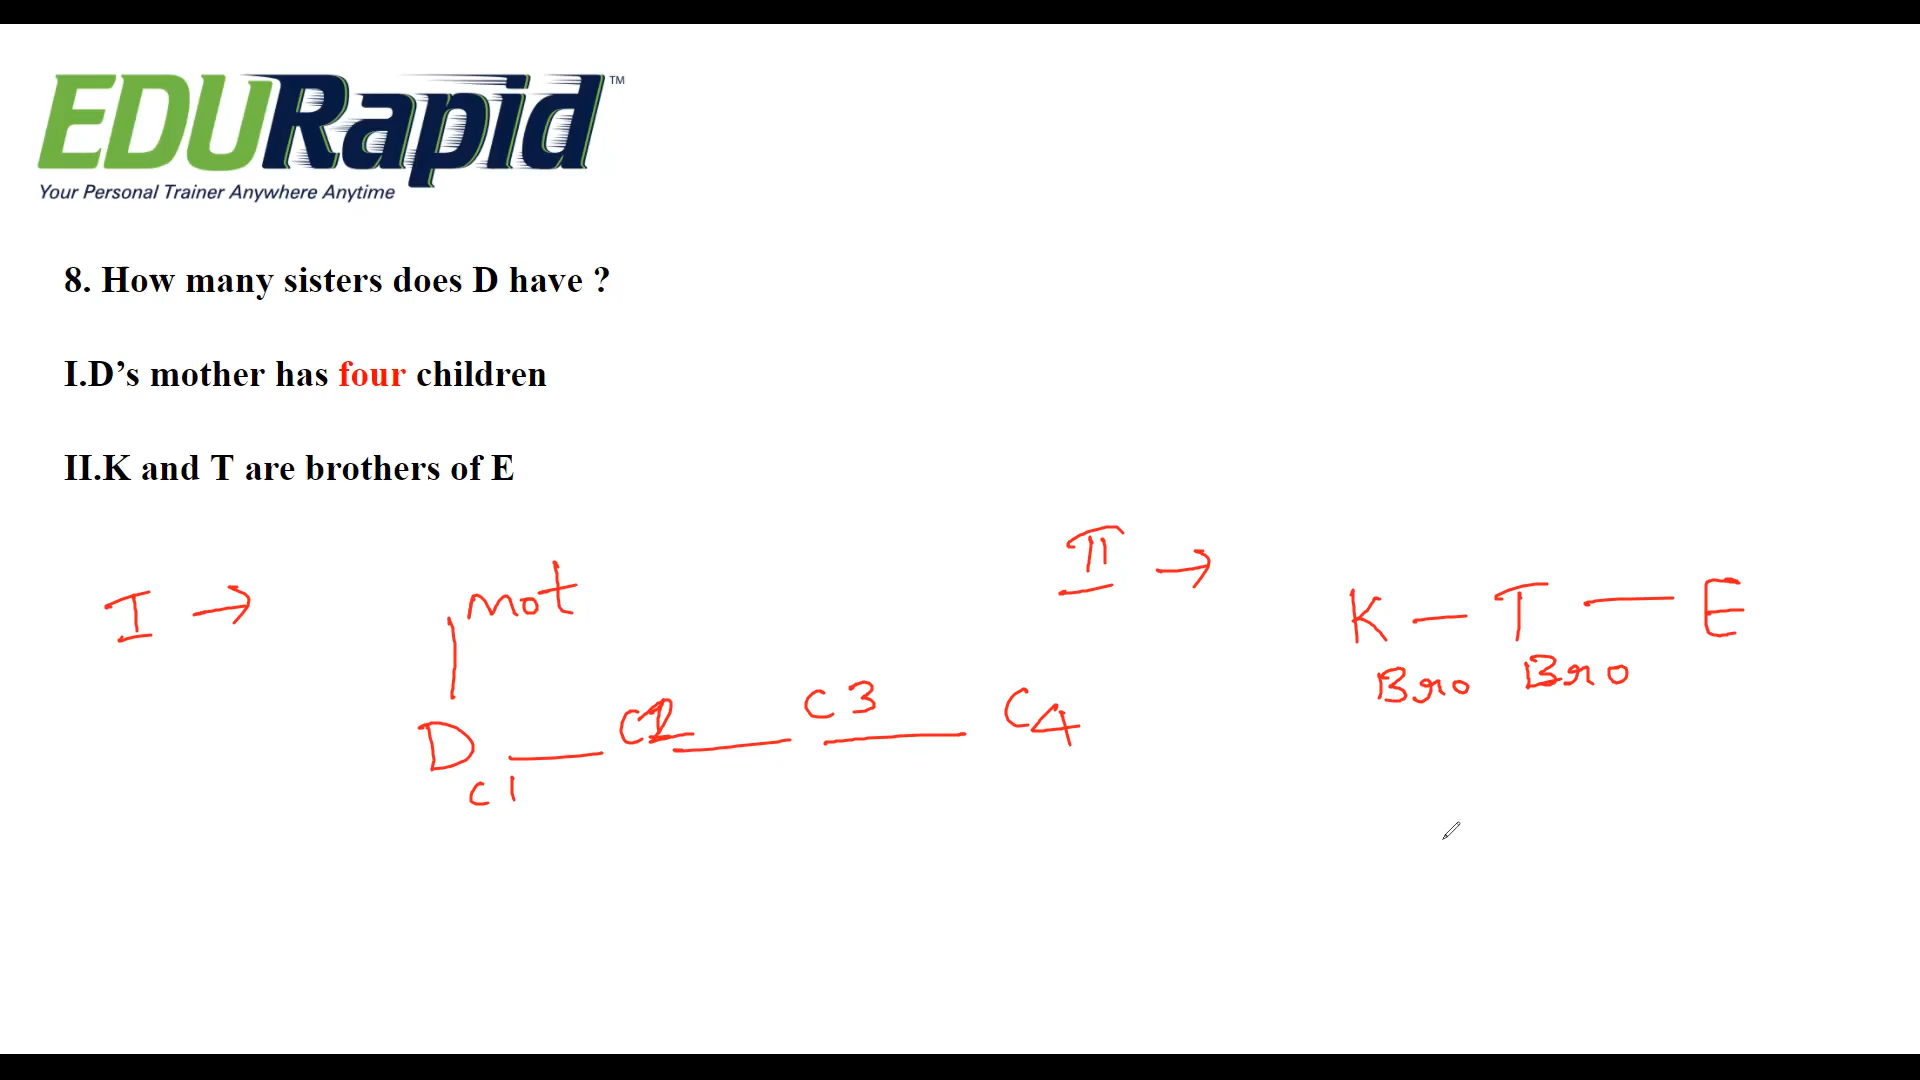 EDURapid™
Your Personal Trainer Anywhere Anytime
8. How many sisters does D have ?
I.D’s mother has four children
II.K and T are brothers of E
I → mot
D C2 C3 C4
C1
II → K — T — E
Bro Bro